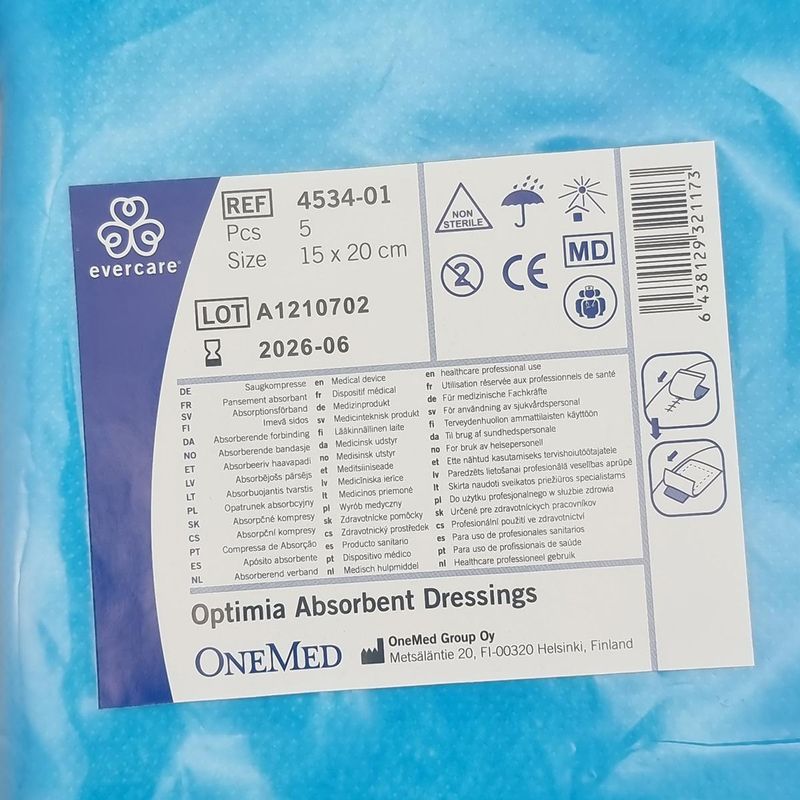 evercare®
REF 4534-01
Pcs 5
Size 15 x 20 cm
LOT A1210702
2026-06
NON
STERILE
2
CE
MD
6 438129 321173
DE Saugkompresse
FR Pansement absorbant
SV Absorptionsförband
FI Imevä sidos
DA Absorberende forbinding
NO Absorberende bandasje
ET Absorbeeriv haavapadi
LV Absorbējošs pārsējs
LT Absorbuojantis tvarstis
PL Opatrunek absorbcyjny
SK Absorpčné kompresy
CS Absorpční kompresy
PT Compressa de Absorção
ES Apósito absorbente
NL Absorberend verband
en Medical device
fr Dispositif médical
de Medizinprodukt
sv Medicinteknisk produkt
fi Lääkinnällinen laite
da Medicinsk udstyr
no Medisinsk utstyr
et Meditsiiniseade
lv Medicīniska ierīce
lt Medicinos priemonė
pl Wyrób medyczny
sk Zdravotnícke pomôcky
cs Zdravotnický prostředek
es Producto sanitario
pt Dispositivo médico
nl Medisch hulpmiddel
en healthcare professional use
fr Utilisation réservée aux professionnels de santé
de Für medizinische Fachkräfte
sv För användning av sjukvårdspersonal
fi Terveydenhuollon ammattilaisten käyttöön
da Til brug af sundhedspersonale
no For bruk av helsepersonell
et Ette nähtud kasutamiseks tervishoiutöötajatele
lv Paredzēts lietošanai profesionālā veselības aprūpē
lt Skirta naudoti sveikatos priežiūros specialistams
pl Do użytku profesjonalnego w służbie zdrowia
sk Určené pre zdravotníckych pracovníkov
cs Profesionální použití ve zdravotnictví
es Para uso de profesionales sanitarios
pt Para uso de profissionais de saúde
nl Healthcare professioneel gebruik
Optimia Absorbent Dressings
ONEMED
OneMed Group Oy
Metsäläntie 20, FI-00320 Helsinki, Finland